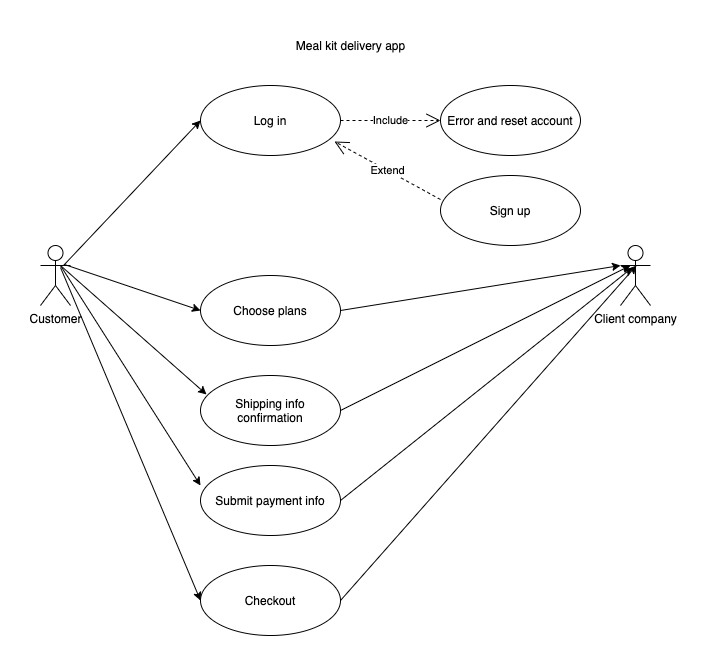 Meal kit delivery app
Log in
Include
Error and reset account
Extend
Sign up
Customer
Client company
Choose plans
Shipping info
confirmation
Submit payment info
Checkout